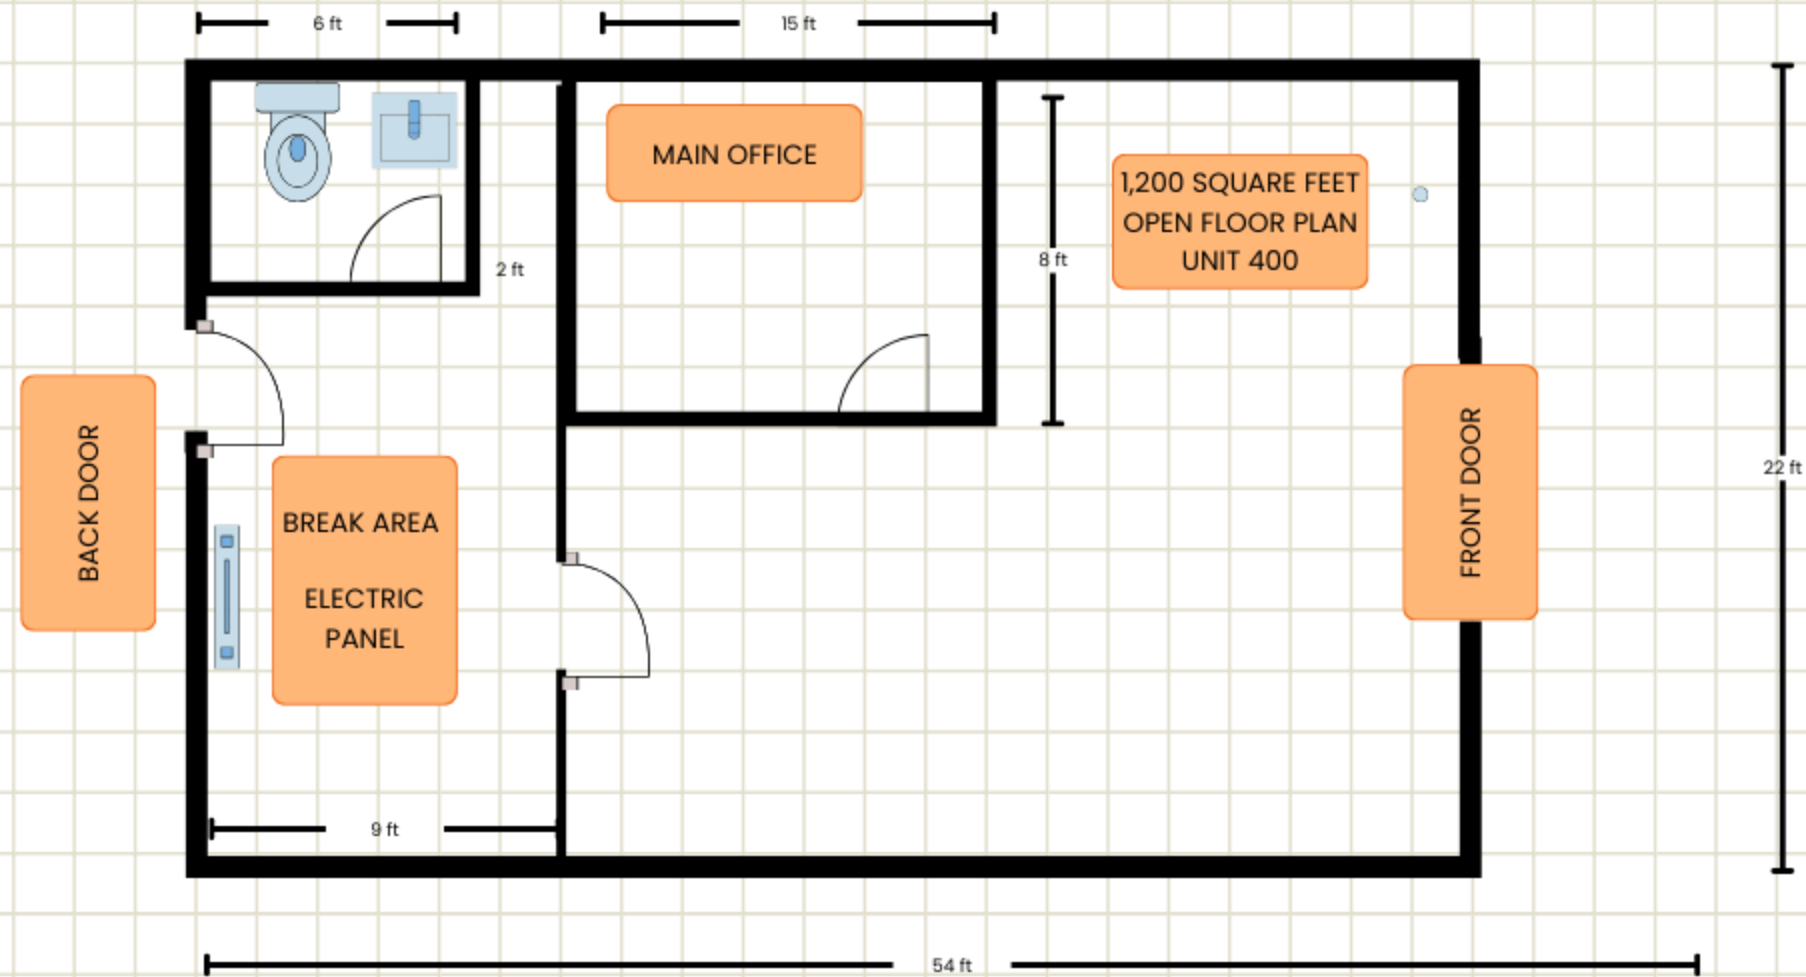 6 ft
15 ft
MAIN OFFICE
1,200 SQUARE FEET
OPEN FLOOR PLAN
UNIT 400
2 ft
8 ft
BACK DOOR
FRONT DOOR
22 ft
BREAK AREA
ELECTRIC
PANEL
9 ft
54 ft